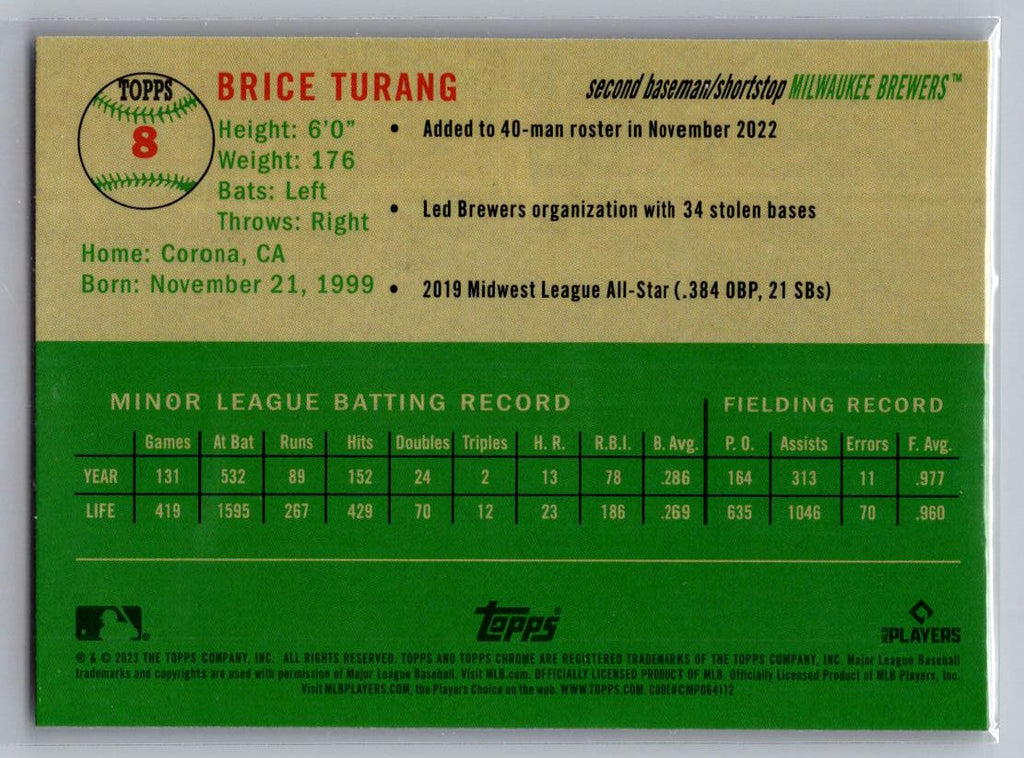 TOPPS
8
BRICE TURANG
second baseman/shortstop MILWAUKEE BREWERS™
Height: 6'0"
Weight: 176
Bats: Left
Throws: Right
Home: Corona, CA
Born: November 21, 1999
• Added to 40-man roster in November 2022
• Led Brewers organization with 34 stolen bases
• 2019 Midwest League All-Star (.384 OBP, 21 SBs)
MINOR LEAGUE BATTING RECORD FIELDING RECORD
Games At Bat Runs Hits Doubles Triples H. R. R.B.I. B. Avg. P. O. Assists Errors F. Avg.
YEAR 131 532 89 152 24 2 13 78 .286 164 313 11 .977
LIFE 419 1595 267 429 70 12 23 186 .269 635 1046 70 .960
topps®
PLAYERS
® & © 2023 THE TOPPS COMPANY, INC. ALL RIGHTS RESERVED. TOPPS AND TOPPS CHROME ARE REGISTERED TRADEMARKS OF THE TOPPS COMPANY, INC. Major League Baseball
trademarks and copyrights are used with permission of Major League Baseball. Visit MLB.com. OFFICIALLY LICENSED PRODUCT OF MLB. Officially Licensed Product of MLB Players, Inc.
Visit MLBPLAYERS.COM, the Players Choice on the web. WWW.TOPPS.COM. CODE#CMP064112